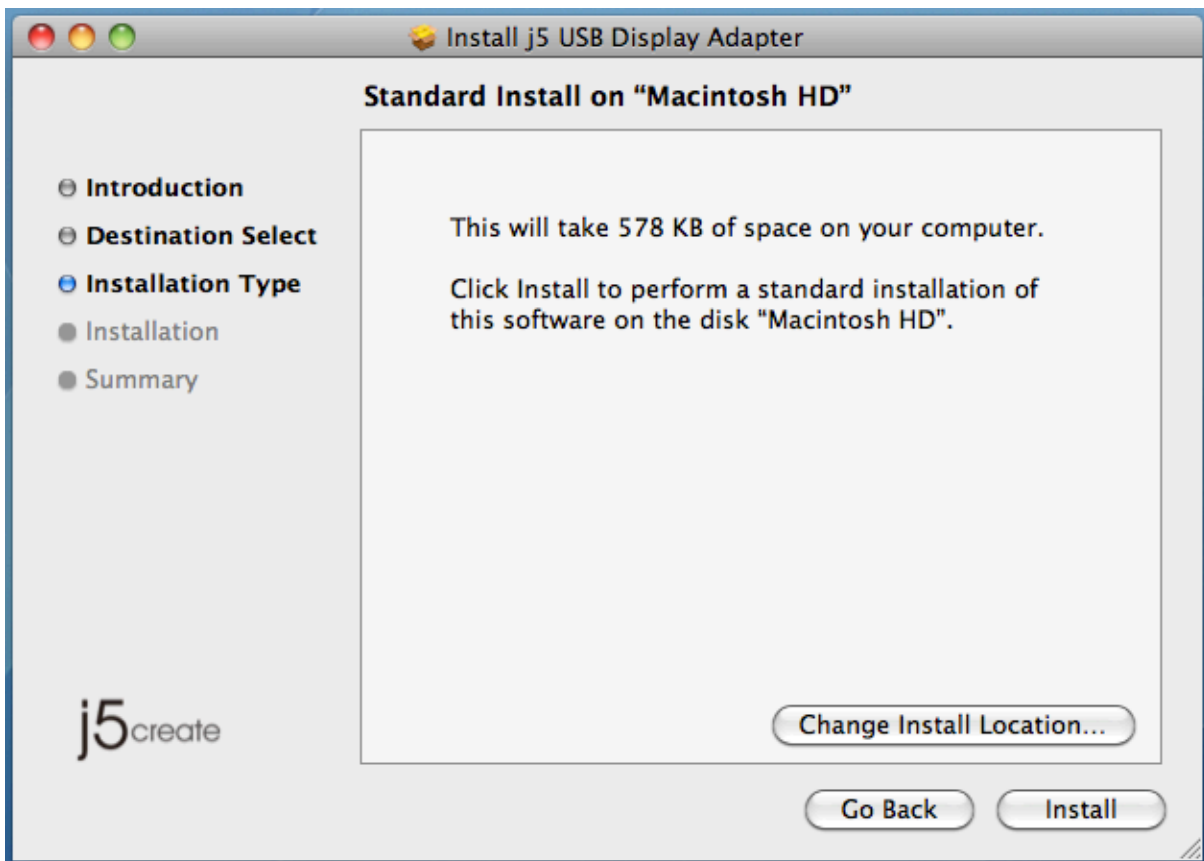 Install j5 USB Display Adapter
Standard Install on “Macintosh HD”
Introduction
Destination Select
Installation Type
Installation
Summary
This will take 578 KB of space on your computer.
Click Install to perform a standard installation of
this software on the disk “Macintosh HD”.
j5create
Change Install Location...
Go Back
Install